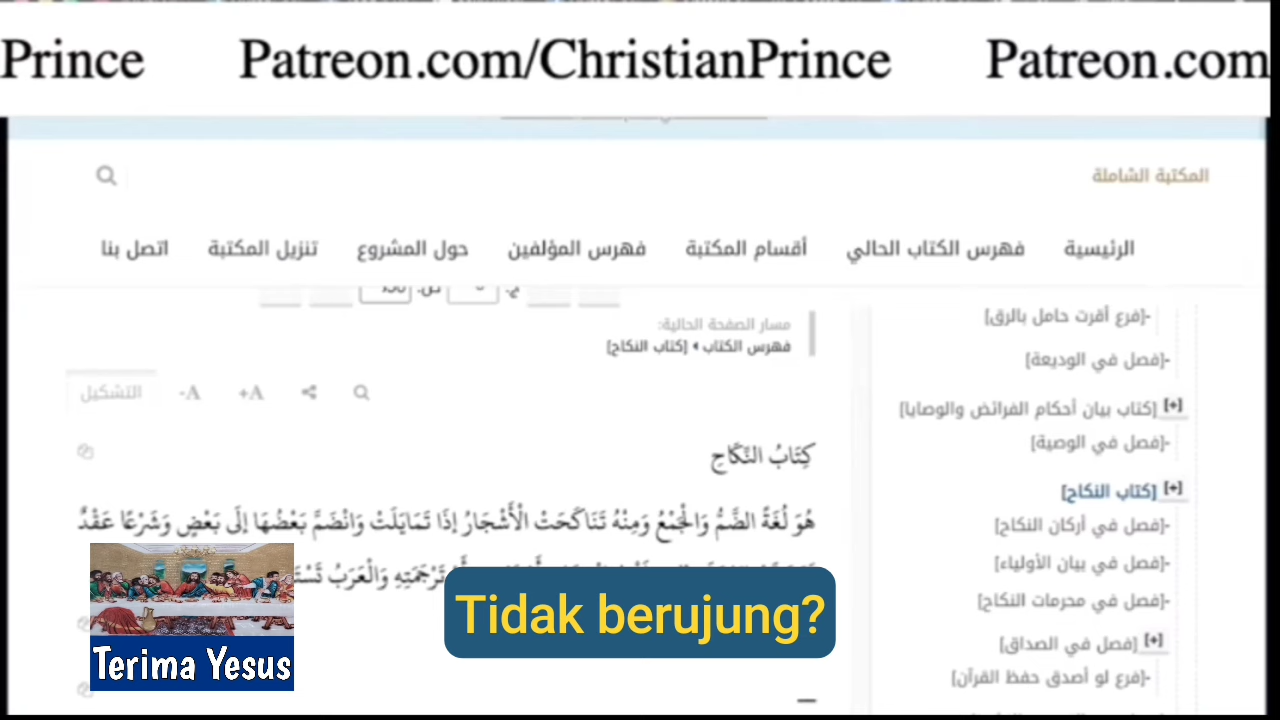 Prince Patreon.com/ChristianPrince Patreon.com
المكتبة الشاملة
الرئيسية فهرس الكتاب الحالي أقسام المكتبة فهرس المؤلفين حول المشروع تنزيل المكتبة اتصل بنا
ج: ص:
مسار الصفحة الحالية:
فهرس الكتاب [كتاب النكاح]
التشكيل -A +A
كِتَابُ النِّكَاحِ
هُوَ لُغَةً الضَّمُّ وَالْجَمْعُ وَمِنْهُ تَنَاكَحَتْ الْأَشْجَارُ إذَا تَمَايَلَتْ وَانْضَمَّ بَعْضُهَا إلَى بَعْضٍ وَشَرْعًا عَقْدٌ
تَرْجَمَتِهِ وَالْعَرَبُ
-[فرع أقرت حامل بالرق]
-[فصل في الوديعة]
[+] [كتاب بيان أحكام الفرائض والوصايا]
-[فصل في الوصية]
[+] [كتاب النكاح]
-[فصل في أركان النكاح]
-[فصل في بيان الأولياء]
-[فصل في محرمات النكاح]
[+] [فصل في الصداق]
-[فرع لو أصدق حفظ القرآن]
Tidak berujung?
Terima Yesus